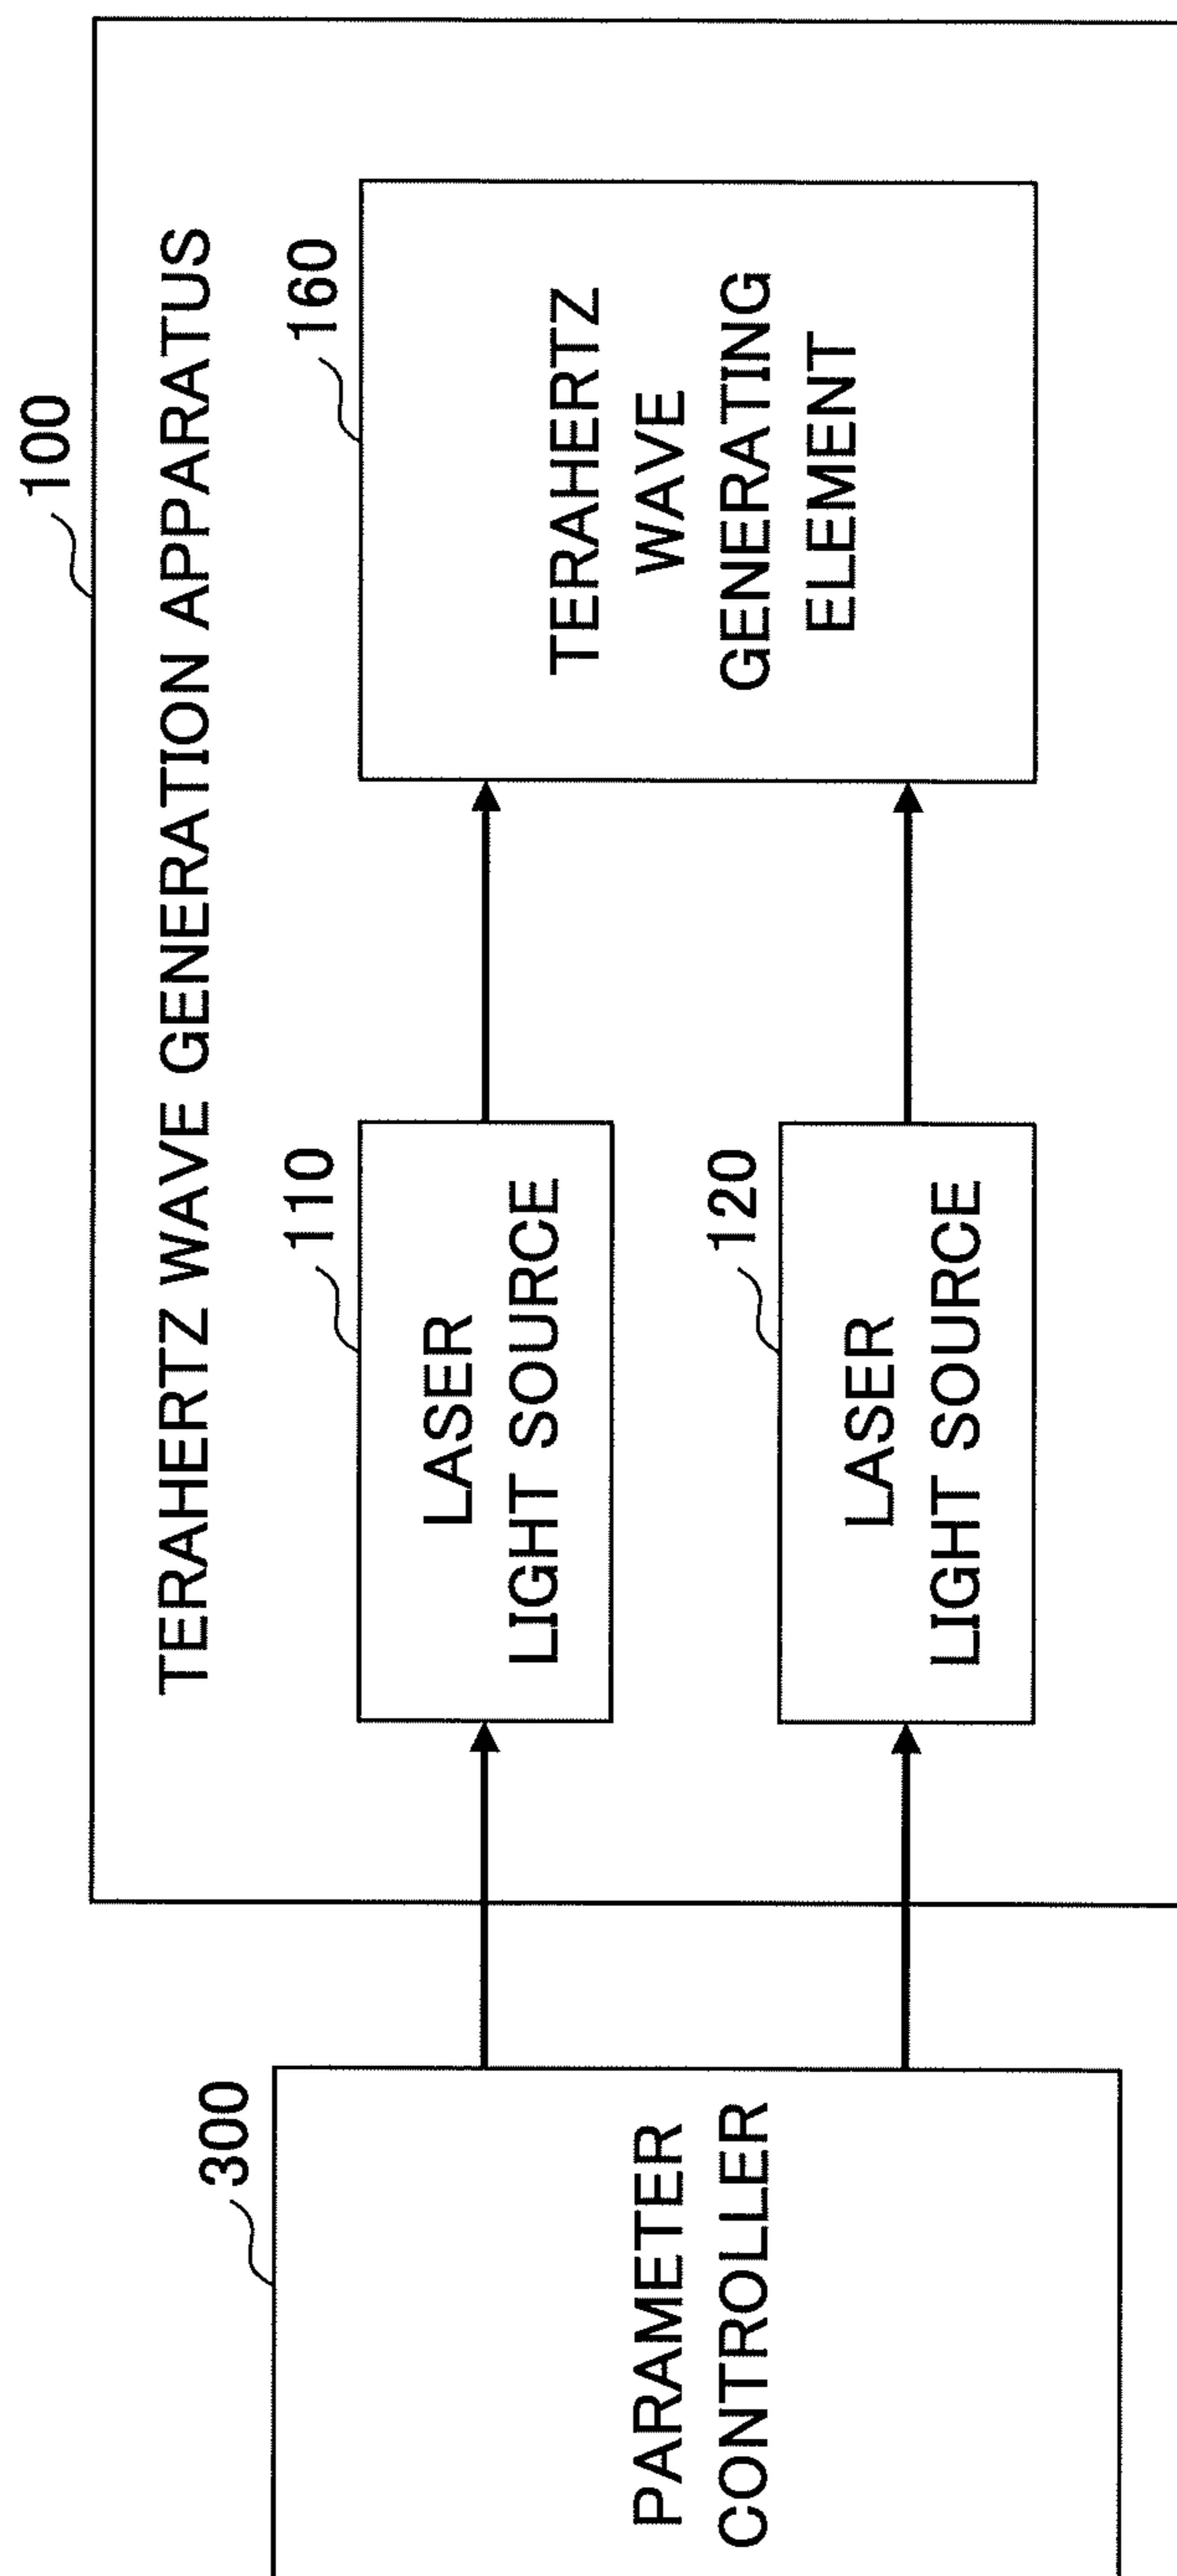 100
TERAHERTZ WAVE GENERATION APPARATUS
300
PARAMETER
CONTROLLER
110
LASER
LIGHT SOURCE
120
LASER
LIGHT SOURCE
160
TERAHERTZ
WAVE
GENERATING
ELEMENT